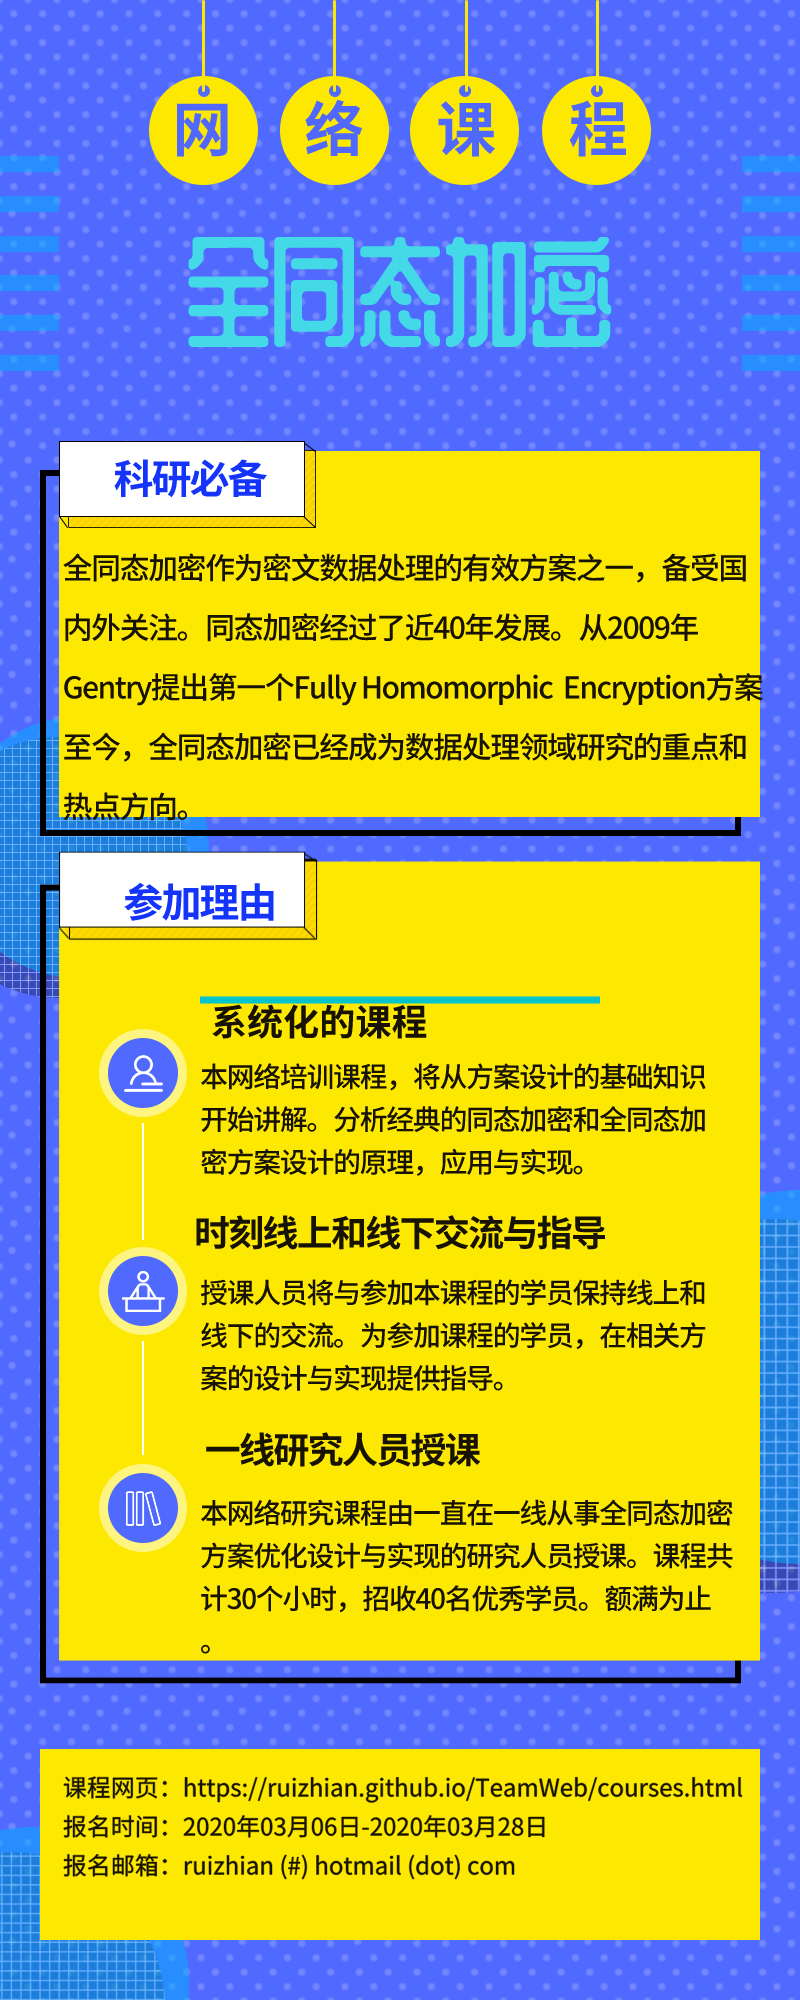 网络课程
全同态加密
科研必备
全同态加密作为密文数据处理的有效方案之一，备受国
内外关注。同态加密经过了近40年发展。从2009年
Gentry提出第一个Fully Homomorphic Encryption方案
至今，全同态加密已经成为数据处理领域研究的重点和
热点方向。
参加理由
系统化的课程
本网络培训课程，将从方案设计的基础知识
开始讲解。分析经典的同态加密和全同态加
密方案设计的原理，应用与实现。
时刻线上和线下交流与指导
授课人员将与参加本课程的学员保持线上和
线下的交流。为参加课程的学员，在相关方
案的设计与实现提供指导。
一线研究人员授课
本网络研究课程由一直在一线从事全同态加密
方案优化设计与实现的研究人员授课。课程共
计30个小时，招收40名优秀学员。额满为止
。
课程网页：https://ruizhian.github.io/TeamWeb/courses.html
报名时间：2020年03月06日-2020年03月28日
报名邮箱：ruizhian (#) hotmail (dot) com